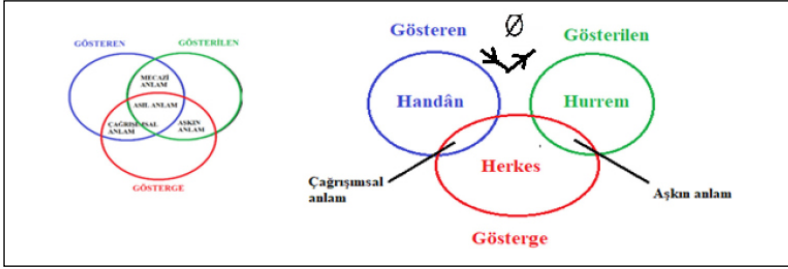 GÖSTEREN
GÖSTERİLEN
MECAZİ
ANLAM
ASIL ANLAM
ÇAĞRIŞIMSAL
ANLAM
AŞKIN
ANLAM
GÖSTERGE
Gösteren
Ø
Gösterilen
Handân
Hurrem
Herkes
Çağrışımsal
anlam
Aşkın anlam
Gösterge